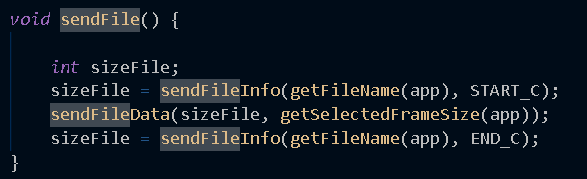 void sendFile() {
int sizeFile;
sizeFile = sendFileInfo(getFileName(app), START_C);
sendFileData(sizeFile, getSelectedFrameSize(app));
sizeFile = sendFileInfo(getFileName(app), END_C);
}